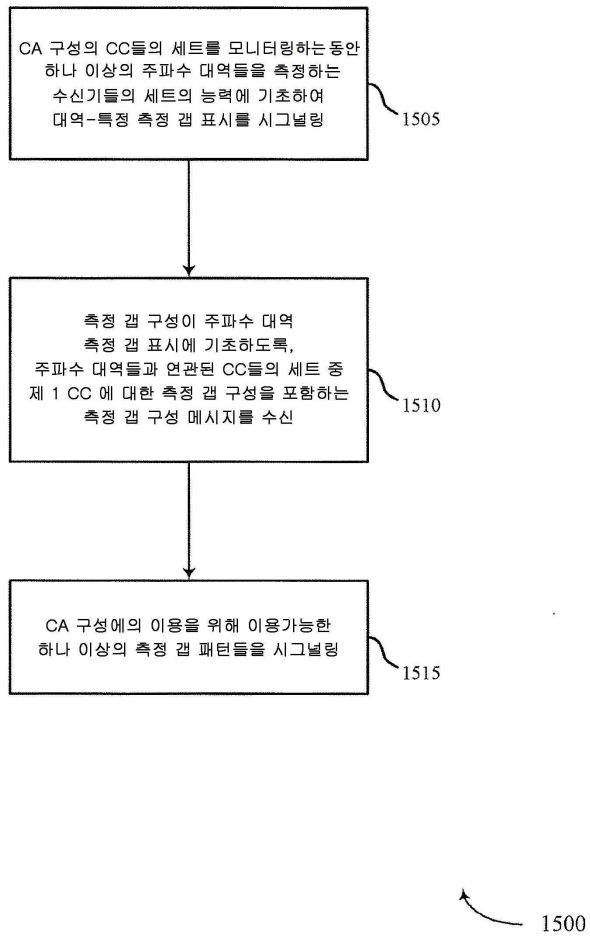 CA 구성의 CC들의 세트를 모니터링하는 동안
하나 이상의 주파수 대역들을 측정하는
수신기들의 세트의 능력에 기초하여
대역-특정 측정 갭 표시를 시그널링
1505
측정 갭 구성이 주파수 대역
측정 갭 표시에 기초하도록,
주파수 대역들과 연관된 CC들의 세트 중
제 1 CC 에 대한 측정 갭 구성을 포함하는
측정 갭 구성 메시지를 수신
1510
CA 구성에의 이용을 위해 이용가능한
하나 이상의 측정 갭 패턴들을 시그널링
1515
1500